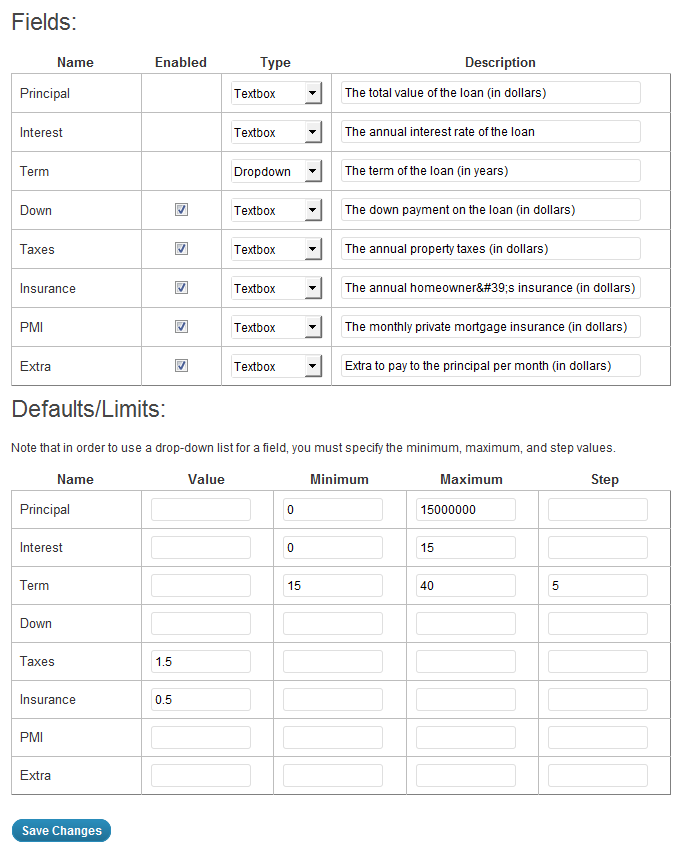 Fields:
Name Enabled Type Description
Principal Textbox The total value of the loan (in dollars)
Interest Textbox The annual interest rate of the loan
Term Dropdown The term of the loan (in years)
Down Textbox The down payment on the loan (in dollars)
Taxes Textbox The annual property taxes (in dollars)
Insurance Textbox The annual homeowner&#39;s insurance (in dollars)
PMI Textbox The monthly private mortgage insurance (in dollars)
Extra Textbox Extra to pay to the principal per month (in dollars)
Defaults/Limits:
Note that in order to use a drop-down list for a field, you must specify the minimum, maximum, and step values.
Name Value Minimum Maximum Step
Principal 0 15000000
Interest 0 15
Term 15 40 5
Down
Taxes 1.5
Insurance 0.5
PMI
Extra
Save Changes